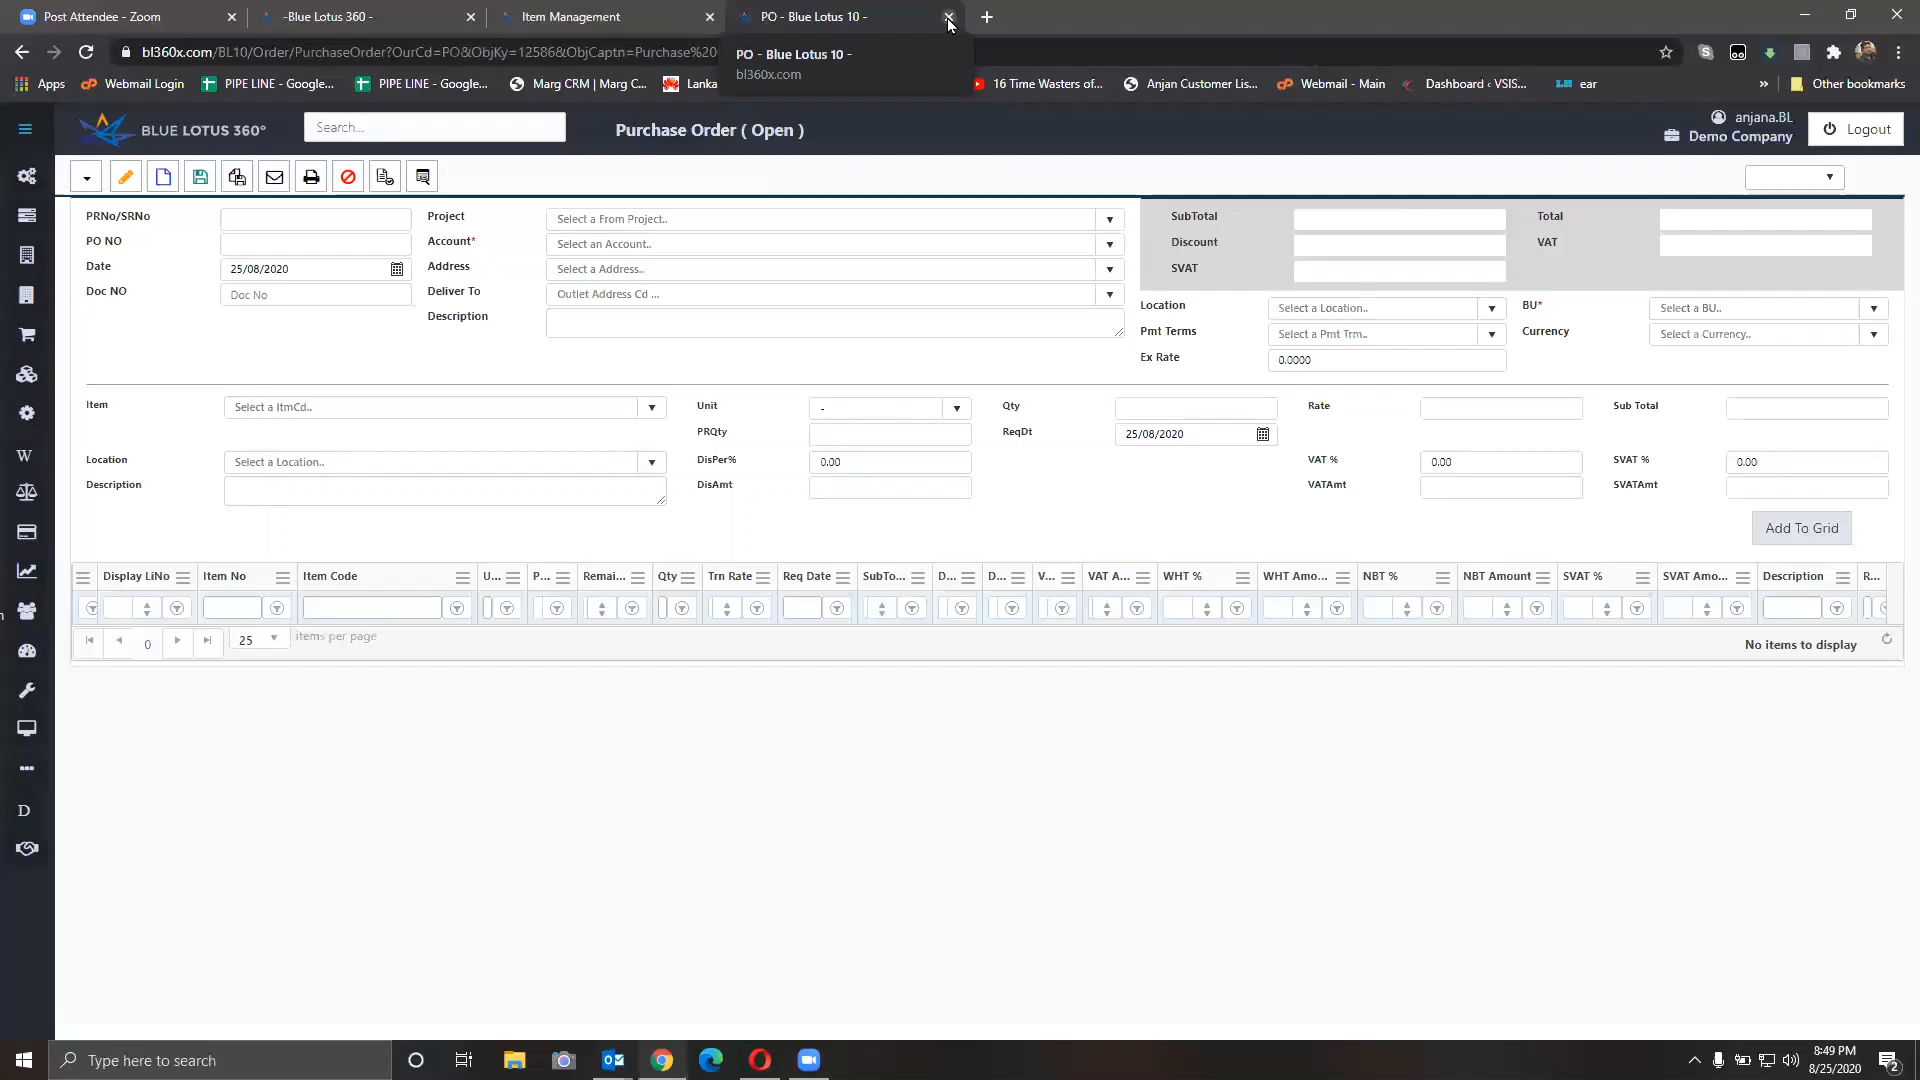 Post Attendee - Zoom
-Blue Lotus 360 -
Item Management
PO - Blue Lotus 10 -
bl360x.com/BL10/Order/PurchaseOrder?OurCd=PO&ObjKy=12586&ObjCaptn=Purchase%20
PO - Blue Lotus 10 -
bl360x.com
Apps
Webmail Login
PIPE LINE - Google...
PIPE LINE - Google...
Marg CRM | Marg C...
Lanka
16 Time Wasters of...
Anjan Customer Lis...
Webmail - Main
Dashboard ‹ VSIS...
ear
»
Other bookmarks
BLUE LOTUS 360°
Search...
Purchase Order ( Open )
anjana.BL
Demo Company
Logout
PRNo/SRNo
Project
Select a From Project..
SubTotal
Total
PO NO
Account*
Select an Account..
Discount
VAT
Date
25/08/2020
Address
Select a Address..
SVAT
Doc NO
Doc No
Deliver To
Outlet Address Cd ...
Description
Location
Select a Location..
BU*
Select a BU..
Pmt Terms
Select a Pmt Trm..
Currency
Select a Currency..
Ex Rate
0.0000
Item
Select a ItmCd..
Unit
-
Qty
Rate
Sub Total
PRQty
ReqDt
25/08/2020
Location
Select a Location..
DisPer%
0.00
VAT %
0.00
SVAT %
0.00
Description
DisAmt
VATAmt
SVATAmt
Add To Grid
Display LiNo
Item No
Item Code
U...
P...
Remai...
Qty
Trn Rate
Req Date
SubTo...
D...
D...
V...
VAT A...
WHT %
WHT Amo...
NBT %
NBT Amount
SVAT %
SVAT Amo...
Description
R...
0
25
items per page
No items to display
W
D
Type here to search
8:49 PM
8/25/2020
2